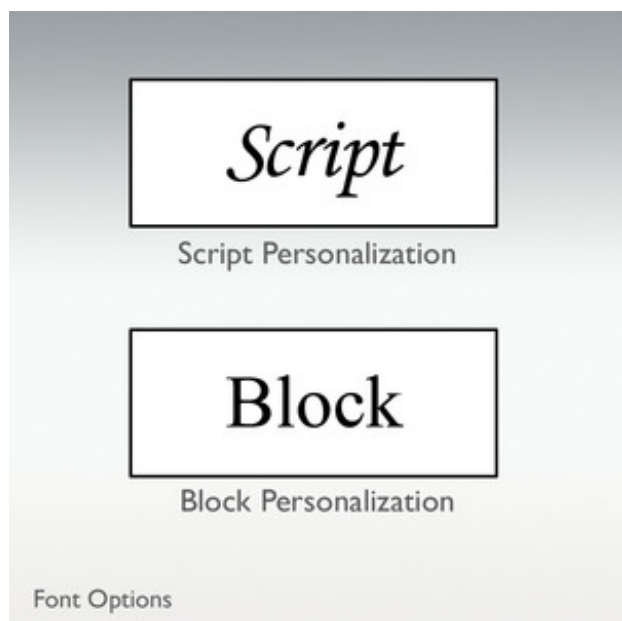 Script
Script Personalization
Block
Block Personalization
Font Options